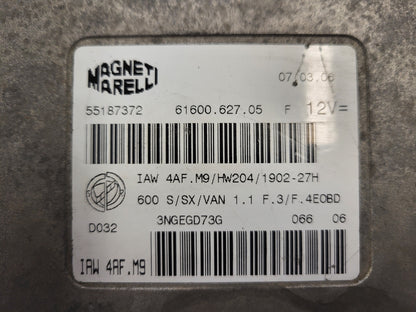 MAGNETI
MARELLI
07/03.06
55187372 61600.627.05 F 12V=
IAW 4AF.M9/HW204/1902-27H
600 S/SX/VAN 1.1 F.3/F.4EOBD
D032 3NGEGD73G 066 06
IAW 4AF.M9